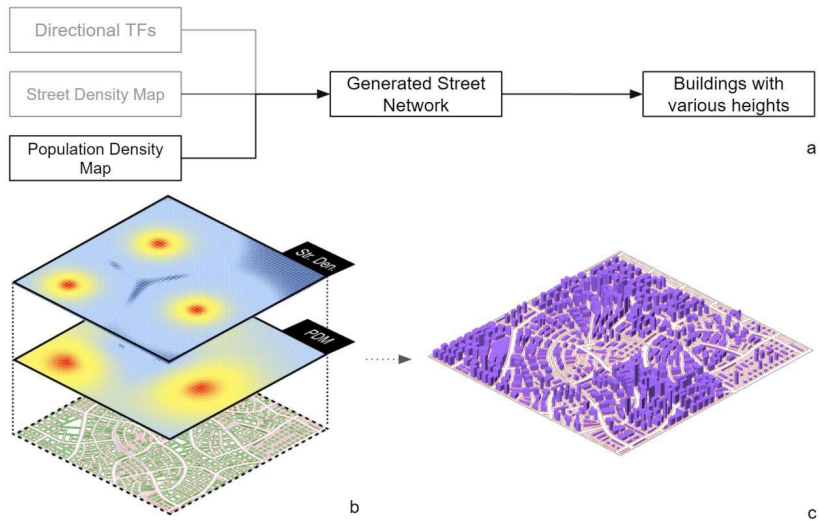 Directional TFs
Street Density Map
Population Density
Map
Generated Street
Network
Buildings with
various heights
a
Str. Den.
PDM
b
c